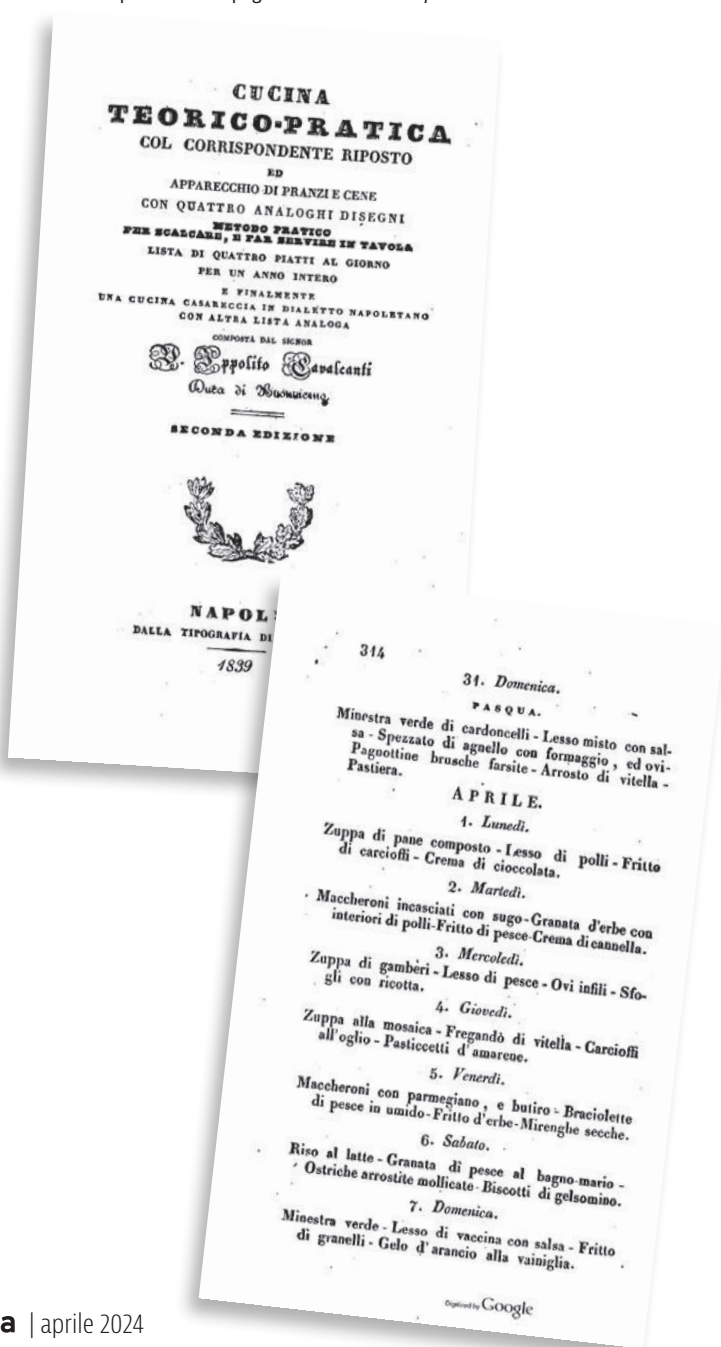 CUCINA
TEORICO-PRATICA
COL CORRISPONDENTE RIPOSTO
ED
APPARECCHIO DI PRANZI E CENE
CON QUATTRO ANALOGHI DISEGNI
METODO PRATICO
PER SCALCARE, E FAR SERVIRE IN TAVOLA
LISTA DI QUATTRO PIATTI AL GIORNO
PER UN ANNO INTERO
E FINALMENTE
UNA CUCINA CASARECCIA IN DIALETTO NAPOLETANO
CON ALTRA LISTA ANALOGA
COMPOSTA DAL SIGNOR
Ippolito Cavalcanti
Duca di Buonvicino
SECONDA EDIZIONE
NAPOL
DALLA TIPOGRAFIA DI
1839
314
31. Domenica.
PASQUA.
Minestra verde di cardoncelli - Lesso misto con sal-
sa - Spezzato di agnello con formaggio, ed ovi-
Pagnottine brusche farsite - Arrosto di vitella -
Pastiera.
APRILE.
1. Lunedì.
Zuppa di pane composto - Lesso di polli - Fritto
di carcioffi - Crema di cioccolata.
2. Martedì.
Maccheroni incasciati con sugo-Granata d'erbe con
interiori di polli-Fritto di pesce-Crema di cannella.
3. Mercoledì.
Zuppa di gamberi - Lesso di pesce - Ovi infili - Sfo-
gli con ricotta.
4. Giovedì.
Zuppa alla mosaica - Fregandò di vitella - Carcioffi
all'oglio - Pasticcetti d'amarene.
5. Venerdì.
Maccheroni con parmegiano, e butiro - Braciolette
di pesce in umido-Fritto d'erbe-Mirenghe secche.
6. Sabato.
Riso al latte - Granata di pesce al bagno-mario -
Ostriche arrostite mollicate-Biscotti di gelsomino.
7. Domenica.
Minestra verde - Lesso di vaccina con salsa - Fritto
di granelli - Gelo d'arancio alla vainiglia.
Digitized by Google
a | aprile 2024